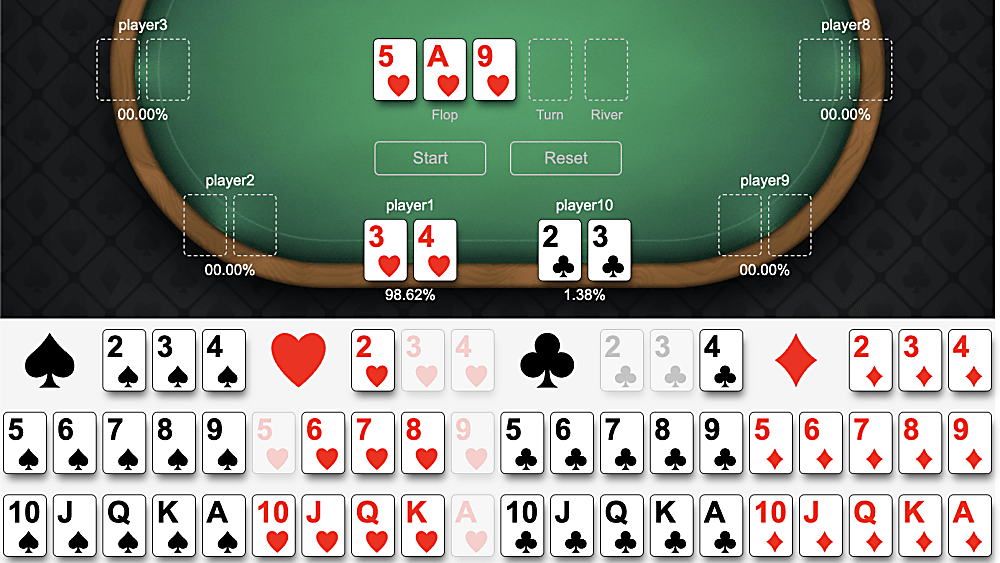 player3
player8
5 A 9
Flop Turn River
00.00% 00.00%
Start Reset
player2 player9
player1 player10
3 4 2 3
00.00% 00.00%
98.62% 1.38%
2 3 4 2 3 4 2 3 4 2 3 4
5 6 7 8 9 5 6 7 8 9 5 6 7 8 9 5 6 7 8 9
10 J Q K A 10 J Q K A 10 J Q K A 10 J Q K A